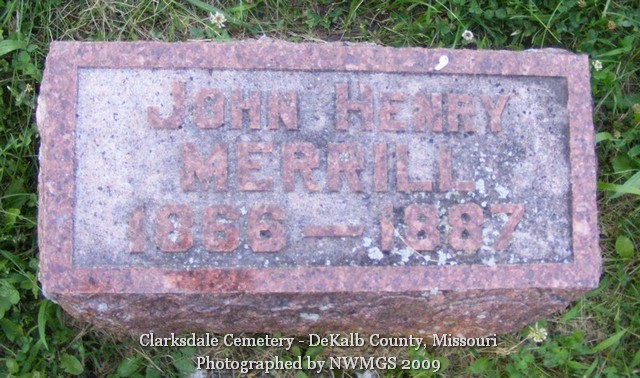 John Henry
Merrill
1866 — 1887
Clarksdale Cemetery - DeKalb County, Missouri
Photographed by NWMGS 2009